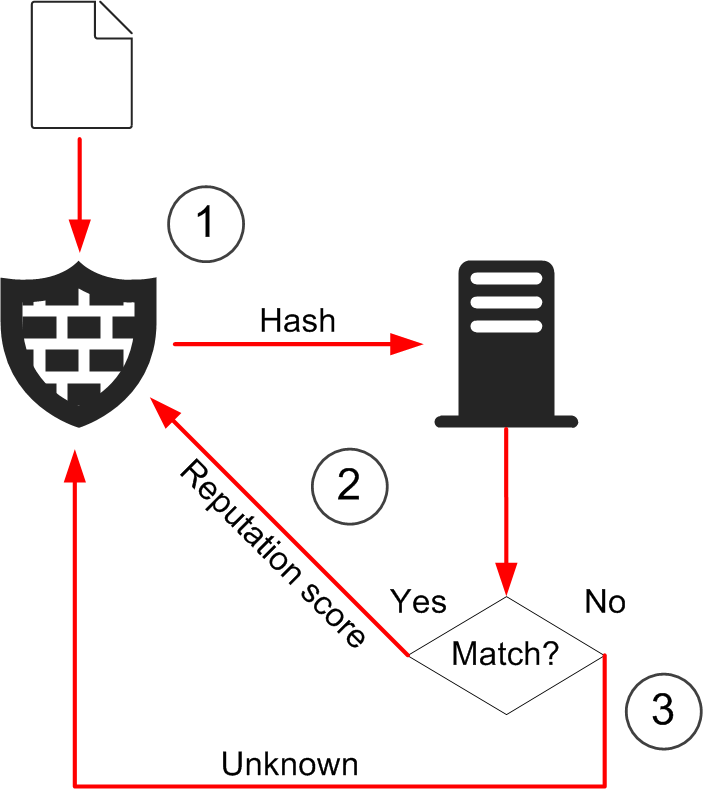 1
Hash
2
Reputation score
Yes
No
Match?
3
Unknown